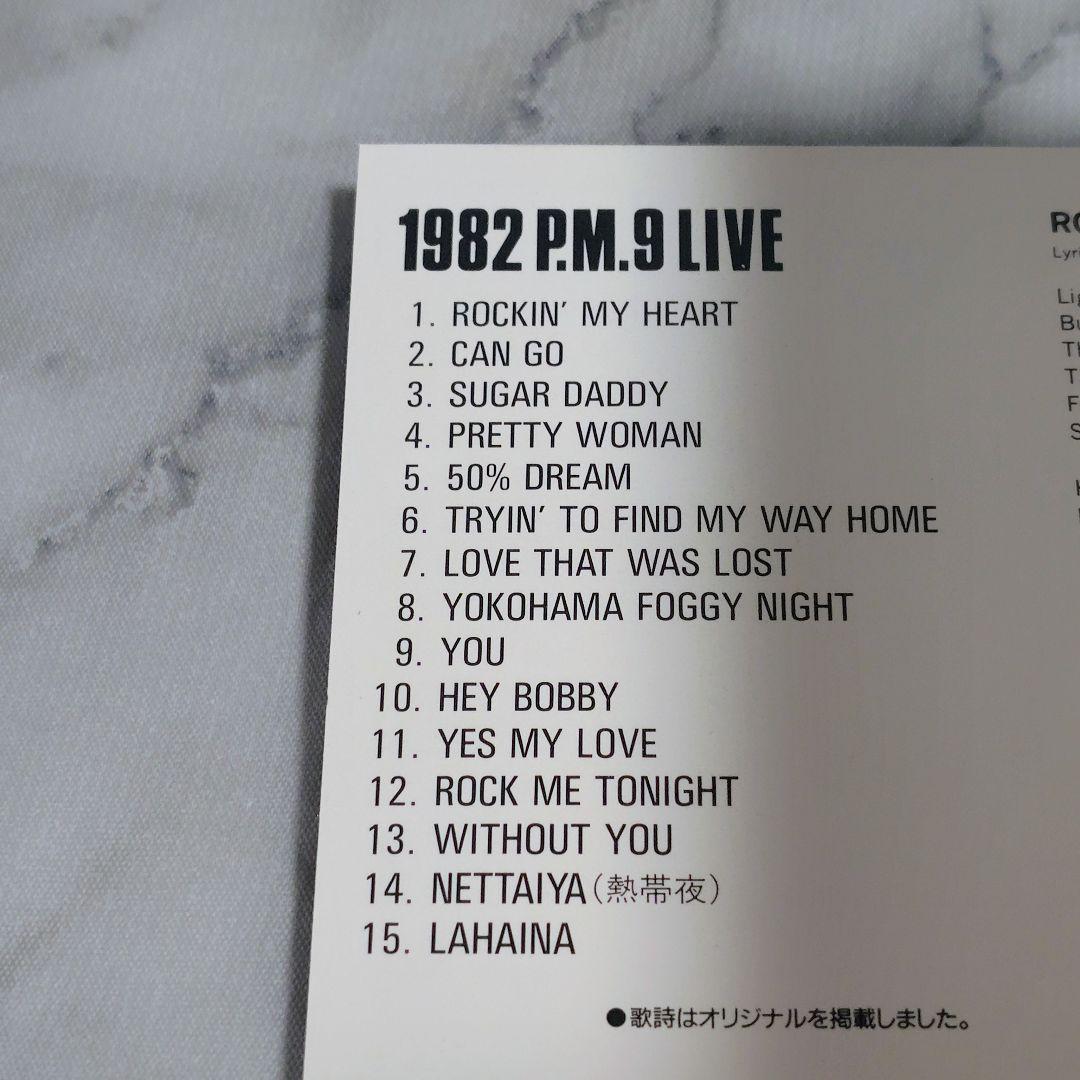 1982 P.M.9 LIVE
1. ROCKIN' MY HEART
2. CAN GO
3. SUGAR DADDY
4. PRETTY WOMAN
5. 50% DREAM
6. TRYIN' TO FIND MY WAY HOME
7. LOVE THAT WAS LOST
8. YOKOHAMA FOGGY NIGHT
9. YOU
10. HEY BOBBY
11. YES MY LOVE
12. ROCK ME TONIGHT
13. WITHOUT YOU
14. NETTAIYA(熱帯夜)
15. LAHAINA
●歌詩はオリジナルを掲載しました。